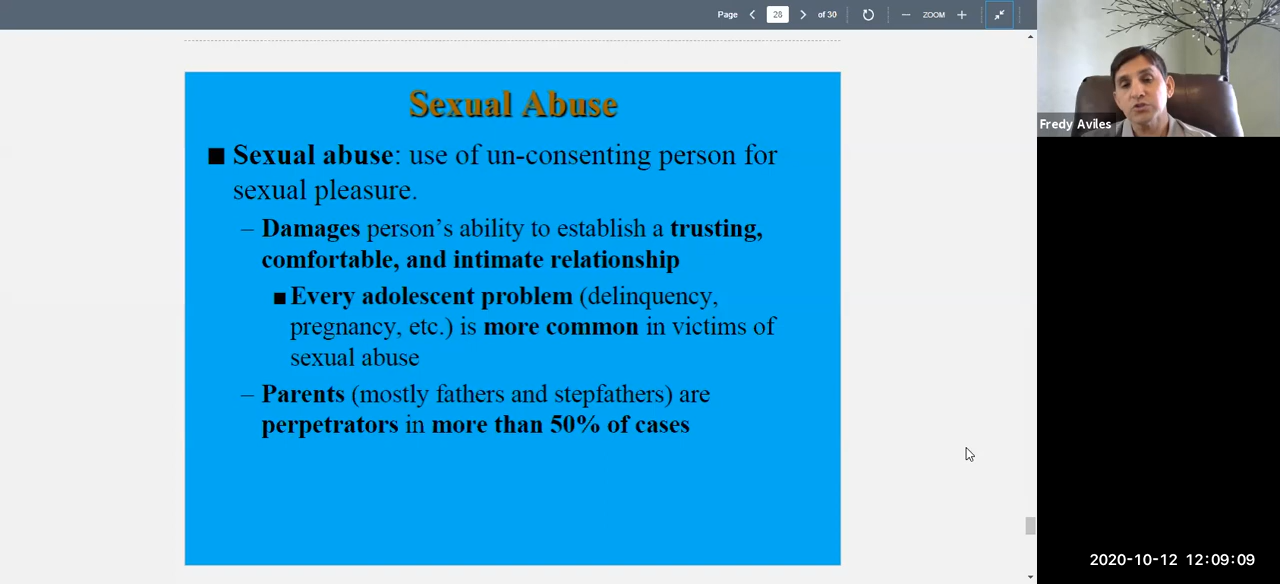 Page 28 of 30 ZOOM
Sexual Abuse
■ Sexual abuse: use of un-consenting person for
sexual pleasure.
– Damages person's ability to establish a trusting,
comfortable, and intimate relationship
■ Every adolescent problem (delinquency,
pregnancy, etc.) is more common in victims of
sexual abuse
– Parents (mostly fathers and stepfathers) are
perpetrators in more than 50% of cases
Fredy Aviles
2020-10-12 12:09:09